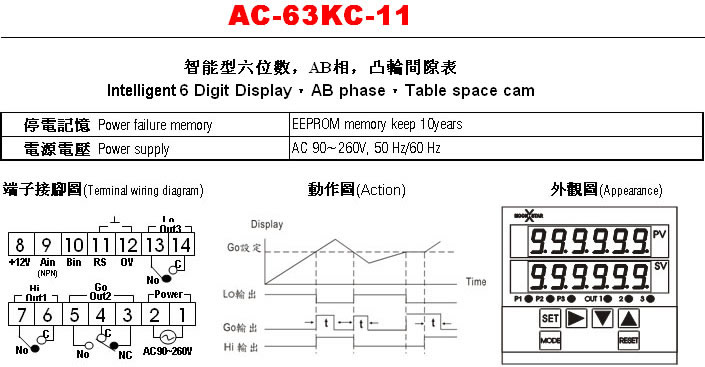 AC-63KC-11
智能型六位數，AB相，凸輪間隙表
Intelligent 6 Digit Display，AB phase，Table space cam
停電記憶 Power failure memory EEPROM memory keep 10years
電源電壓 Power supply AC 90~260V, 50 Hz/60 Hz
端子接腳圖(Terminal wiring diagram)
動作圖(Action)
外觀圖(Appearance)
Lo
Out3
8 9 10 11 12 13 14
+12V Ain Bin RS 0V
(NPN)
C
No
Hi
Out1
Go
Out2
Power
7 6 5 4 3 2 1
C
C
No
No
NC
AC90~260V
Display
Go設定
Time
Lo輸出
Go輸出
t
t
t
Hi輸出
PV
999999
SV
999999
P1 P2 P3 OUT 1 2 3
SET
MODE
RESET